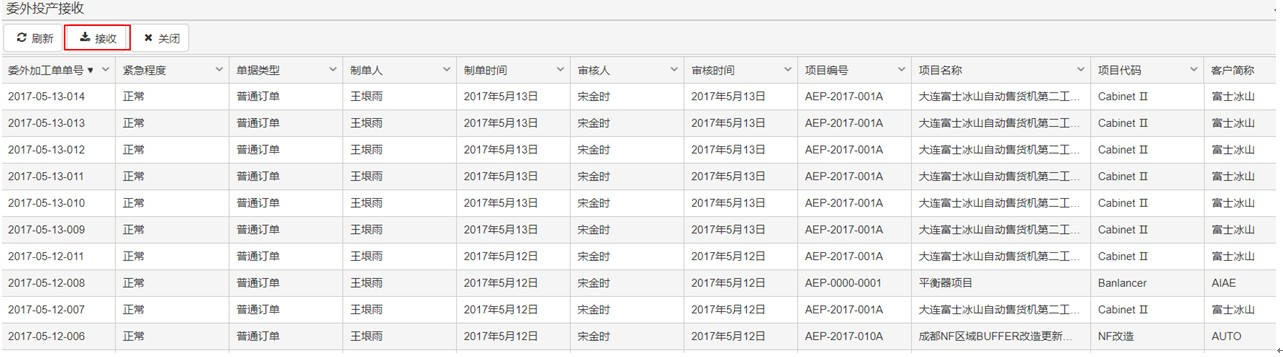 委外投产接收
刷新 接收 关闭
委外加工单单号 紧急程度 单据类型 制单人 制单时间 审核人 审核时间 项目编号 项目名称 项目代码 客户简称
2017-05-13-014 正常 普通订单 王垠雨 2017年5月13日 宋金时 2017年5月13日 AEP-2017-001A 大连富士冰山自动售货机第二工... Cabinet Ⅱ 富士冰山
2017-05-13-013 正常 普通订单 王垠雨 2017年5月13日 宋金时 2017年5月13日 AEP-2017-001A 大连富士冰山自动售货机第二工... Cabinet Ⅱ 富士冰山
2017-05-13-012 正常 普通订单 王垠雨 2017年5月13日 宋金时 2017年5月13日 AEP-2017-001A 大连富士冰山自动售货机第二工... Cabinet Ⅱ 富士冰山
2017-05-13-011 正常 普通订单 王垠雨 2017年5月13日 宋金时 2017年5月13日 AEP-2017-001A 大连富士冰山自动售货机第二工... Cabinet Ⅱ 富士冰山
2017-05-13-010 正常 普通订单 王垠雨 2017年5月13日 宋金时 2017年5月13日 AEP-2017-001A 大连富士冰山自动售货机第二工... Cabinet Ⅱ 富士冰山
2017-05-13-009 正常 普通订单 王垠雨 2017年5月13日 宋金时 2017年5月13日 AEP-2017-001A 大连富士冰山自动售货机第二工... Cabinet Ⅱ 富士冰山
2017-05-12-011 正常 普通订单 王垠雨 2017年5月12日 宋金时 2017年5月12日 AEP-2017-001A 大连富士冰山自动售货机第二工... Cabinet Ⅱ 富士冰山
2017-05-12-008 正常 普通订单 王垠雨 2017年5月12日 宋金时 2017年5月12日 AEP-0000-0001 平衡器项目 Banlancer AIAE
2017-05-12-007 正常 普通订单 王垠雨 2017年5月12日 宋金时 2017年5月12日 AEP-2017-001A 大连富士冰山自动售货机第二工... Cabinet Ⅱ 富士冰山
2017-05-12-006 正常 普通订单 王垠雨 2017年5月12日 宋金时 2017年5月12日 AEP-2017-010A 成都NF区域BUFFER改造更新... NF改造 AUTO